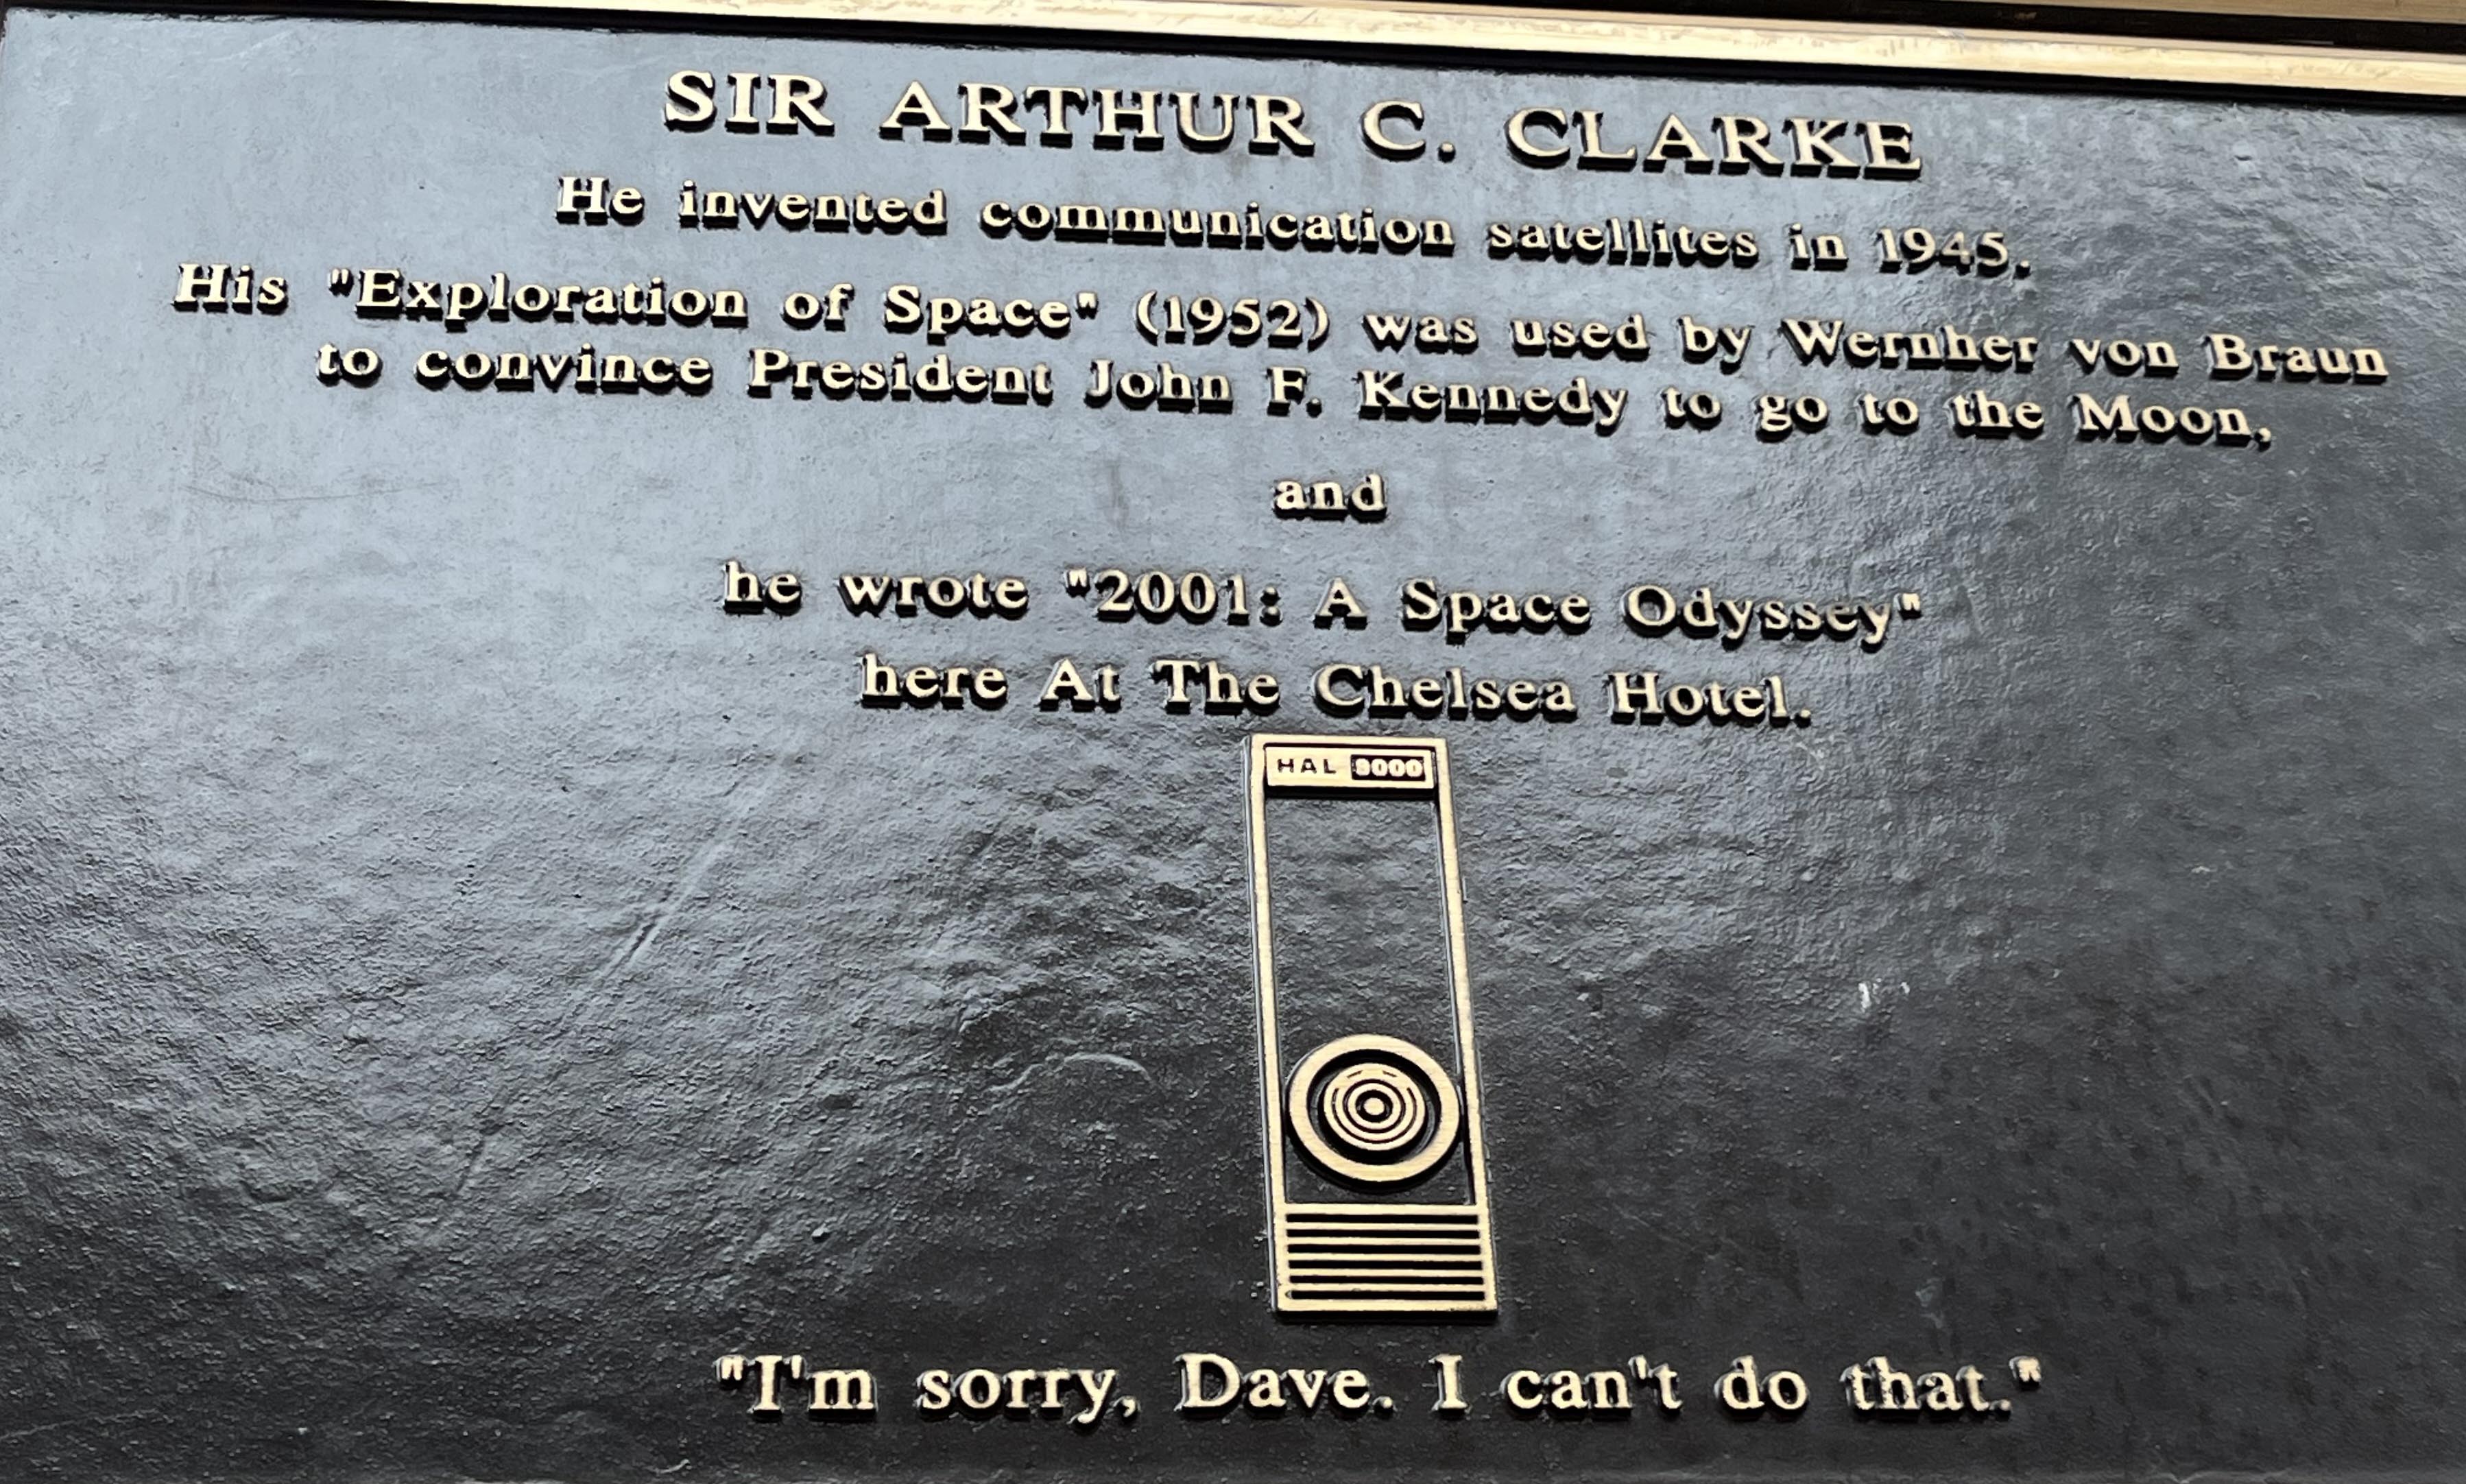 SIR ARTHUR C. CLARKE
He invented communication satellites in 1945.
His "Exploration of Space" (1952) was used by Wernher von Braun
to convince President John F. Kennedy to go to the Moon,
and
he wrote "2001: A Space Odyssey"
here At The Chelsea Hotel.
HAL 9000
"I'm sorry, Dave. I can't do that."